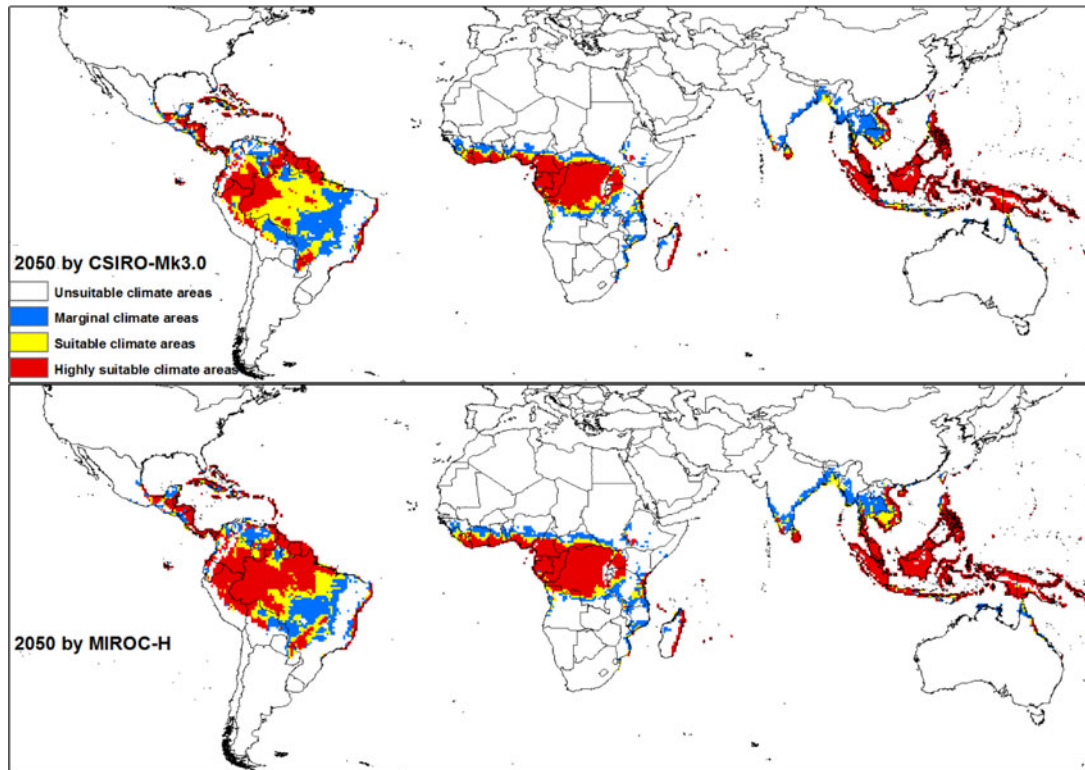 2050 by CSIRO-Mk3.0
Unsuitable climate areas
Marginal climate areas
Suitable climate areas
Highly suitable climate areas
2050 by MIROC-H